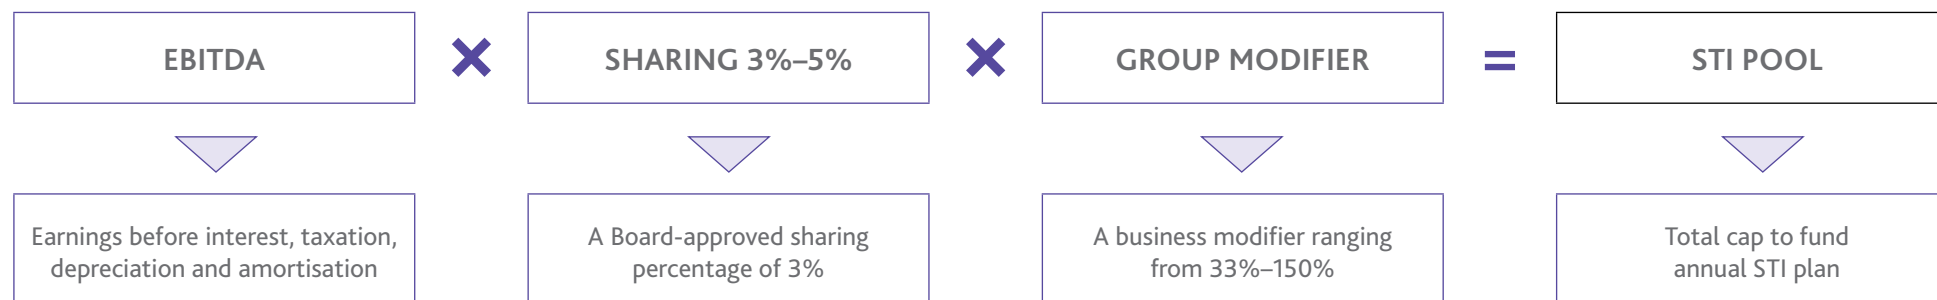 EBITDA × SHARING 3%–5% × GROUP MODIFIER = STI POOL
Earnings before interest, taxation,
depreciation and amortisation
A Board-approved sharing
percentage of 3%
A business modifier ranging
from 33%–150%
Total cap to fund
annual STI plan